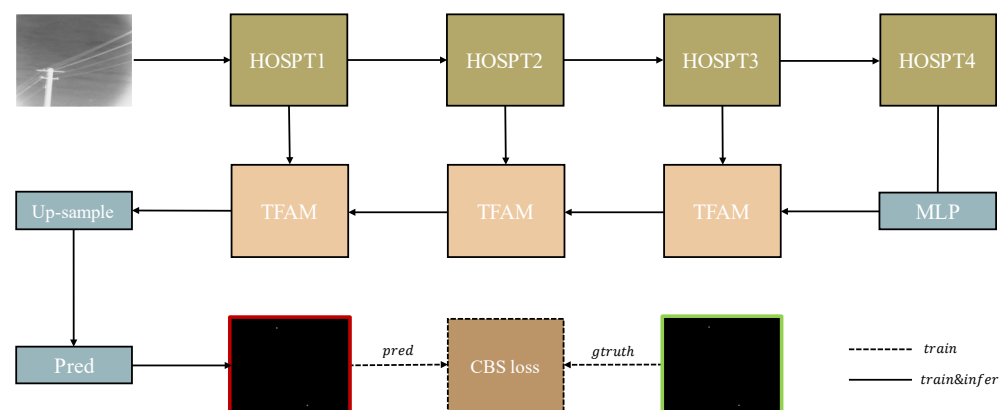 HOSPT1
HOSPT2
HOSPT3
HOSPT4
Up-sample
TFAM
TFAM
TFAM
MLP
Pred
pred
CBS loss
gtruth
train
train&infer